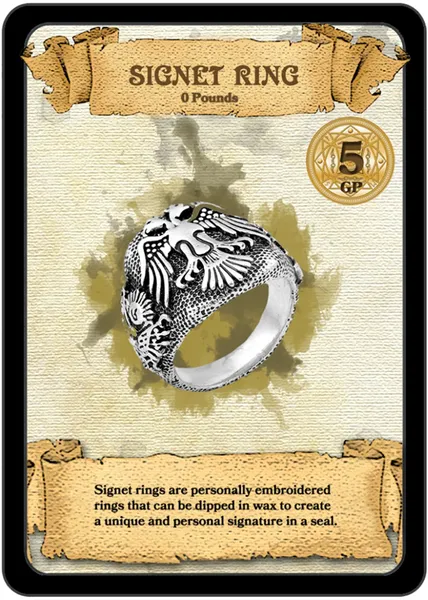 SIGNET RING
0 Pounds
5
GP
Signet rings are personally embroidered
rings that can be dipped in wax to create
a unique and personal signature in a seal.